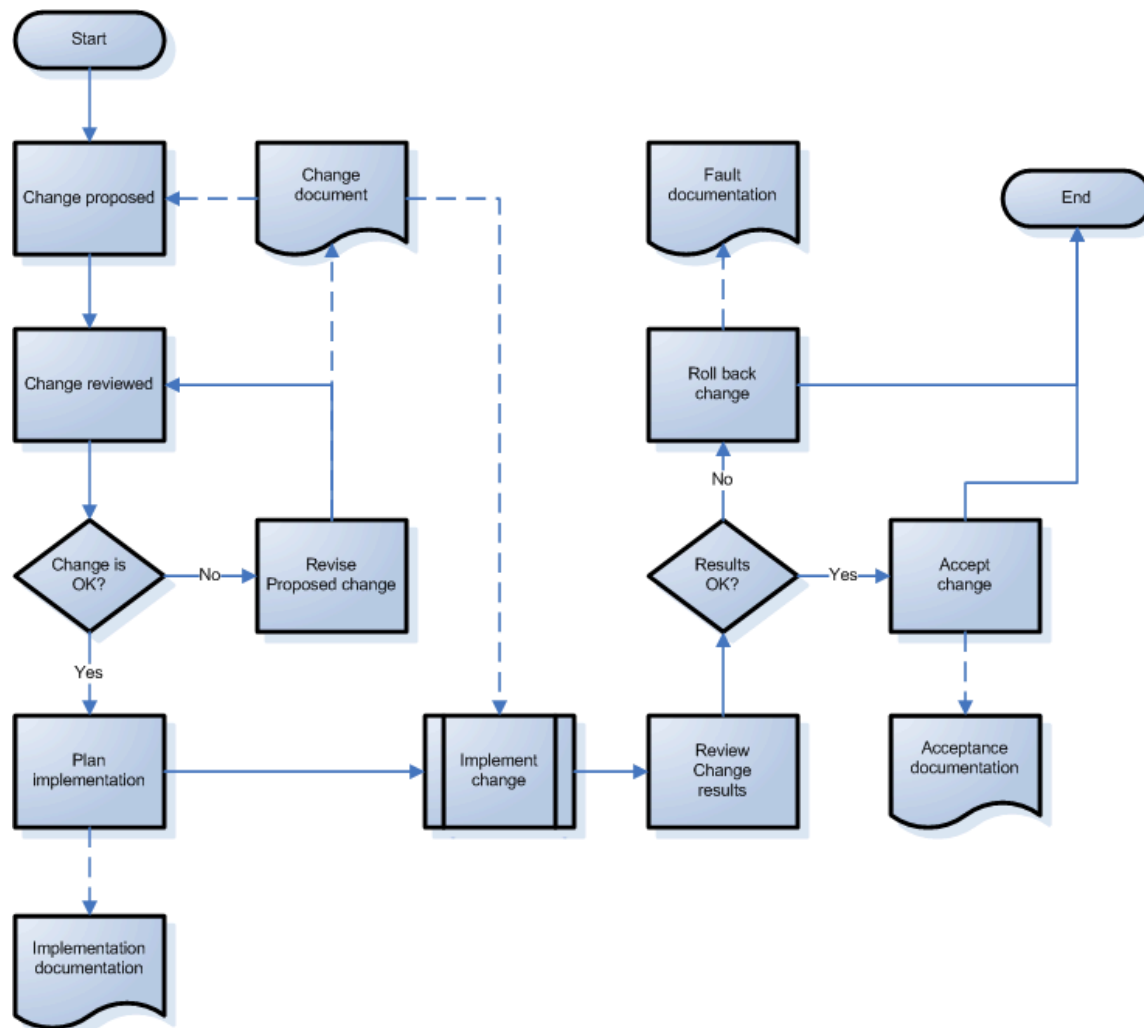 Start
Change proposed
Change
document
Fault
documentation
End
Change reviewed
Roll back
change
No
Change is
OK?
No
Revise
Proposed change
Results
OK?
Yes
Accept
change
Yes
Plan
implementation
Implement
change
Review
Change
results
Acceptance
documentation
Implementation
documentation